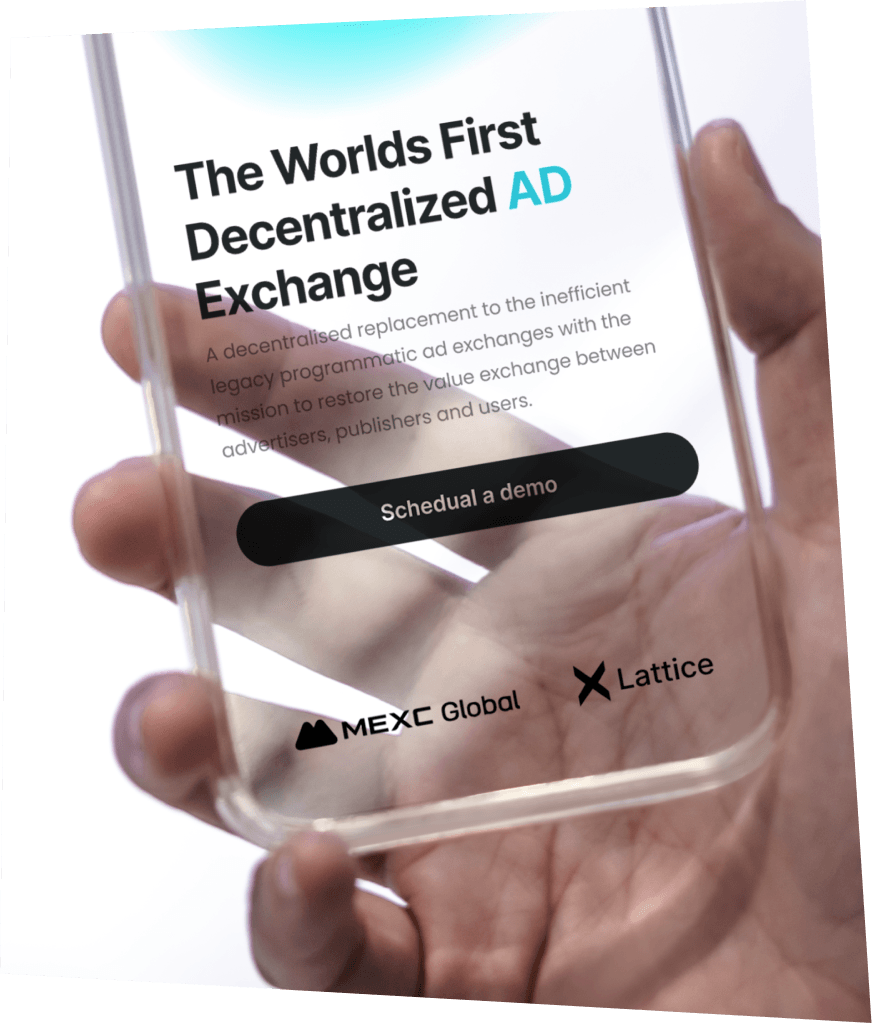 The Worlds First
Decentralized AD
Exchange
A decentralised replacement to the inefficient
legacy programmatic ad exchanges with the
mission to restore the value exchange between
advertisers, publishers and users.
Schedual a demo
MEXC Global
Lattice